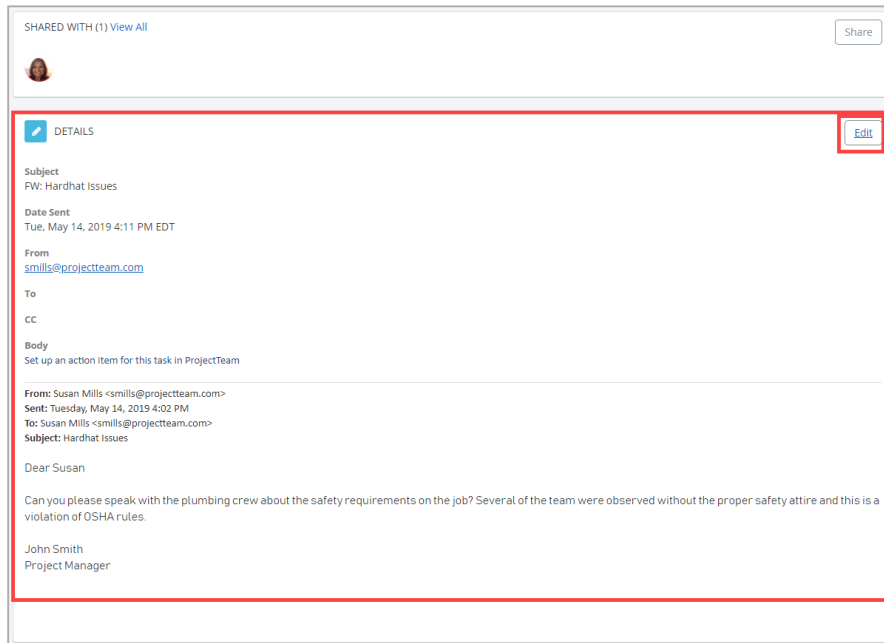 SHARED WITH (1) View All
Share
DETAILS
Edit
Subject
FW: Hardhat Issues
Date Sent
Tue, May 14, 2019 4:11 PM EDT
From
smills@projectteam.com
To
CC
Body
Set up an action item for this task in ProjectTeam
From: Susan Mills <smills@projectteam.com>
Sent: Tuesday, May 14, 2019 4:02 PM
To: Susan Mills <smills@projectteam.com>
Subject: Hardhat Issues
Dear Susan
Can you please speak with the plumbing crew about the safety requirements on the job? Several of the team were observed without the proper safety attire and this is a
violation of OSHA rules.
John Smith
Project Manager